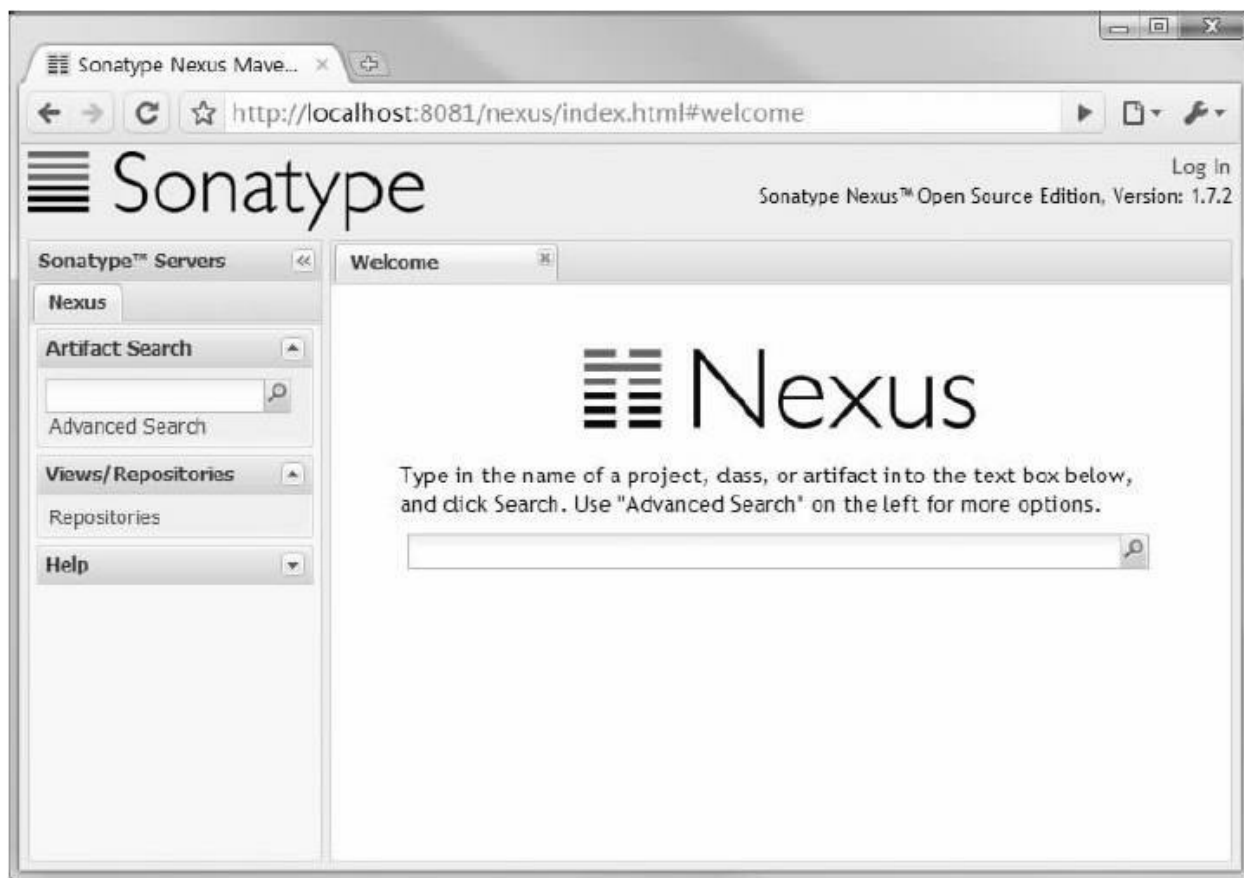 Sonatype Nexus Mave...
http://localhost:8081/nexus/index.html#welcome
Sonatype
Log In
Sonatype Nexus™ Open Source Edition, Version: 1.7.2
Sonatype™ Servers
Welcome
Nexus
Artifact Search
Advanced Search
Views/Repositories
Repositories
Help
Nexus
Type in the name of a project, class, or artifact into the text box below,
and click Search. Use "Advanced Search" on the left for more options.